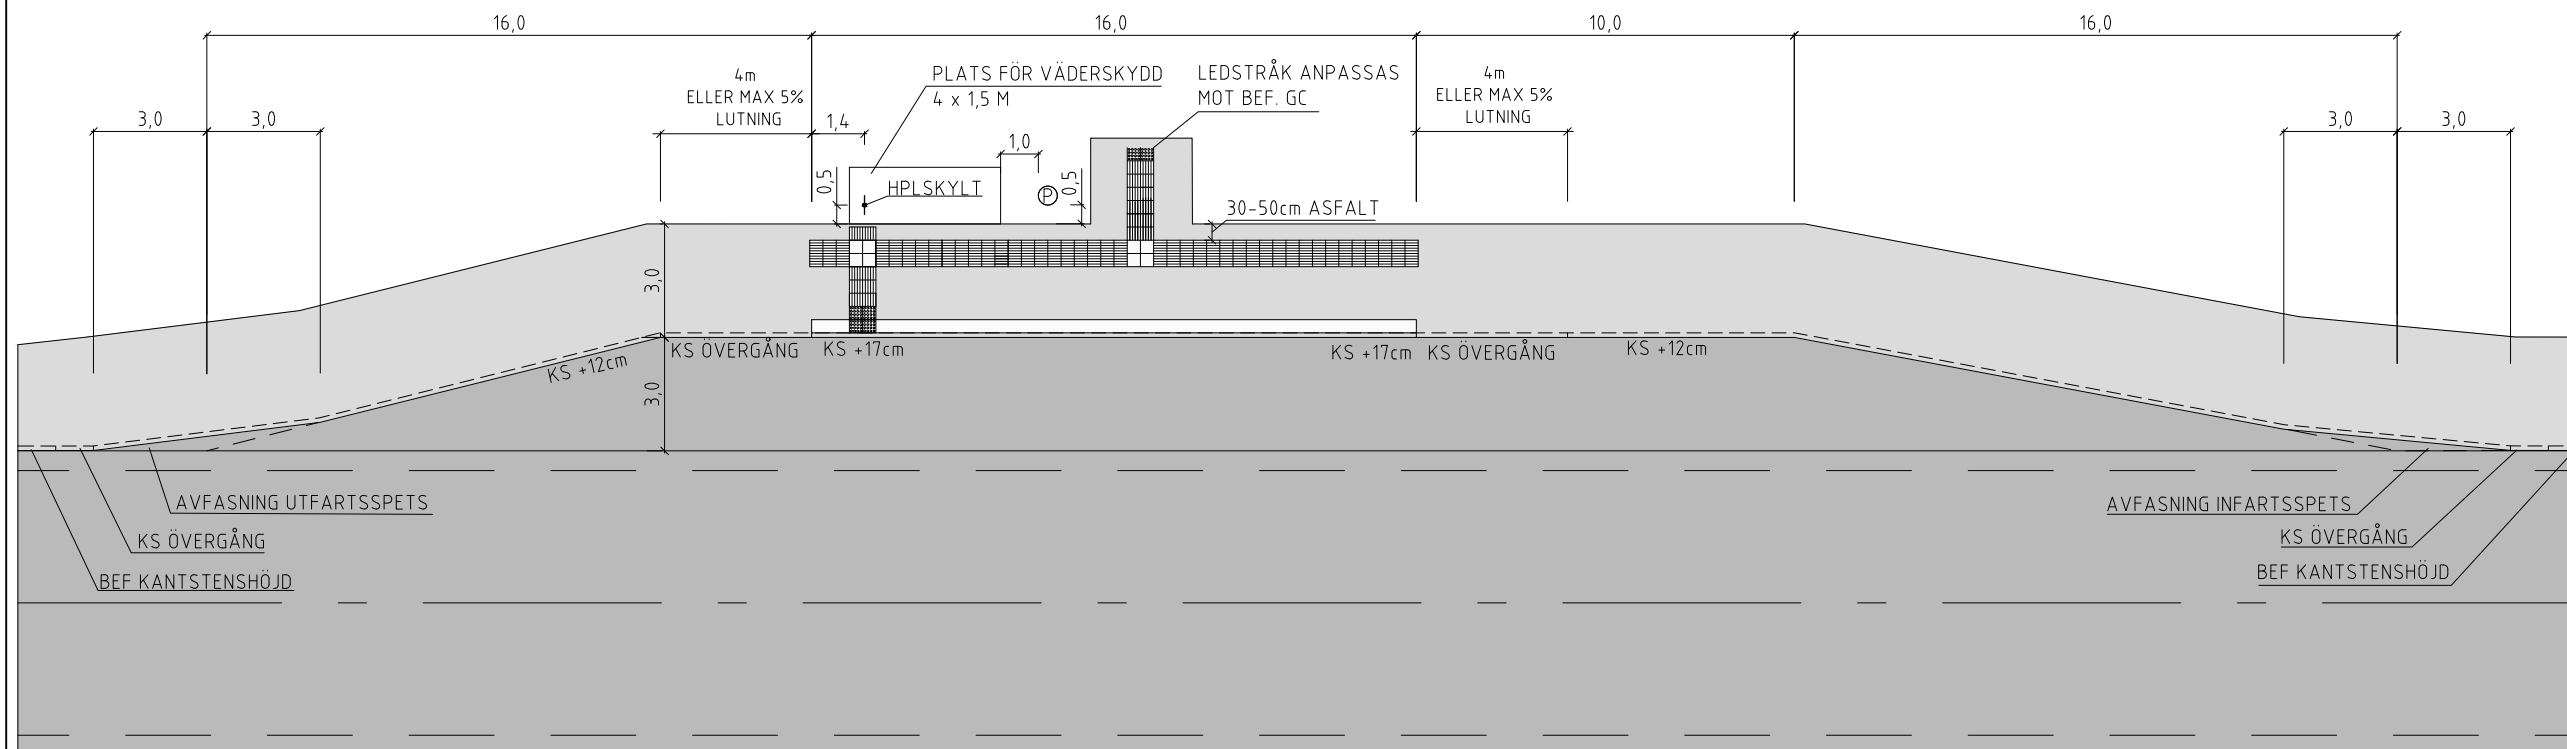 16,0
16,0
10,0
16,0
4m
ELLER MAX 5%
LUTNING
PLATS FÖR VÄDERSKYDD
4 x 1,5 M
LEDSTRÅK ANPASSAS
MOT BEF. GC
4m
ELLER MAX 5%
LUTNING
3,0
3,0
1,4
1,0
3,0
3,0
0,5
HPLSKYLT
P
0,5
30-50cm ASFALT
3,0
KS +12cm
KS ÖVERGÅNG
KS +17cm
KS +17cm
KS ÖVERGÅNG
KS +12cm
3,0
AVFASNING UTFARTSSPETS
KS ÖVERGÅNG
BEF KANTSTENSHÖJD
AVFASNING INFARTSSPETS
KS ÖVERGÅNG
BEF KANTSTENSHÖJD